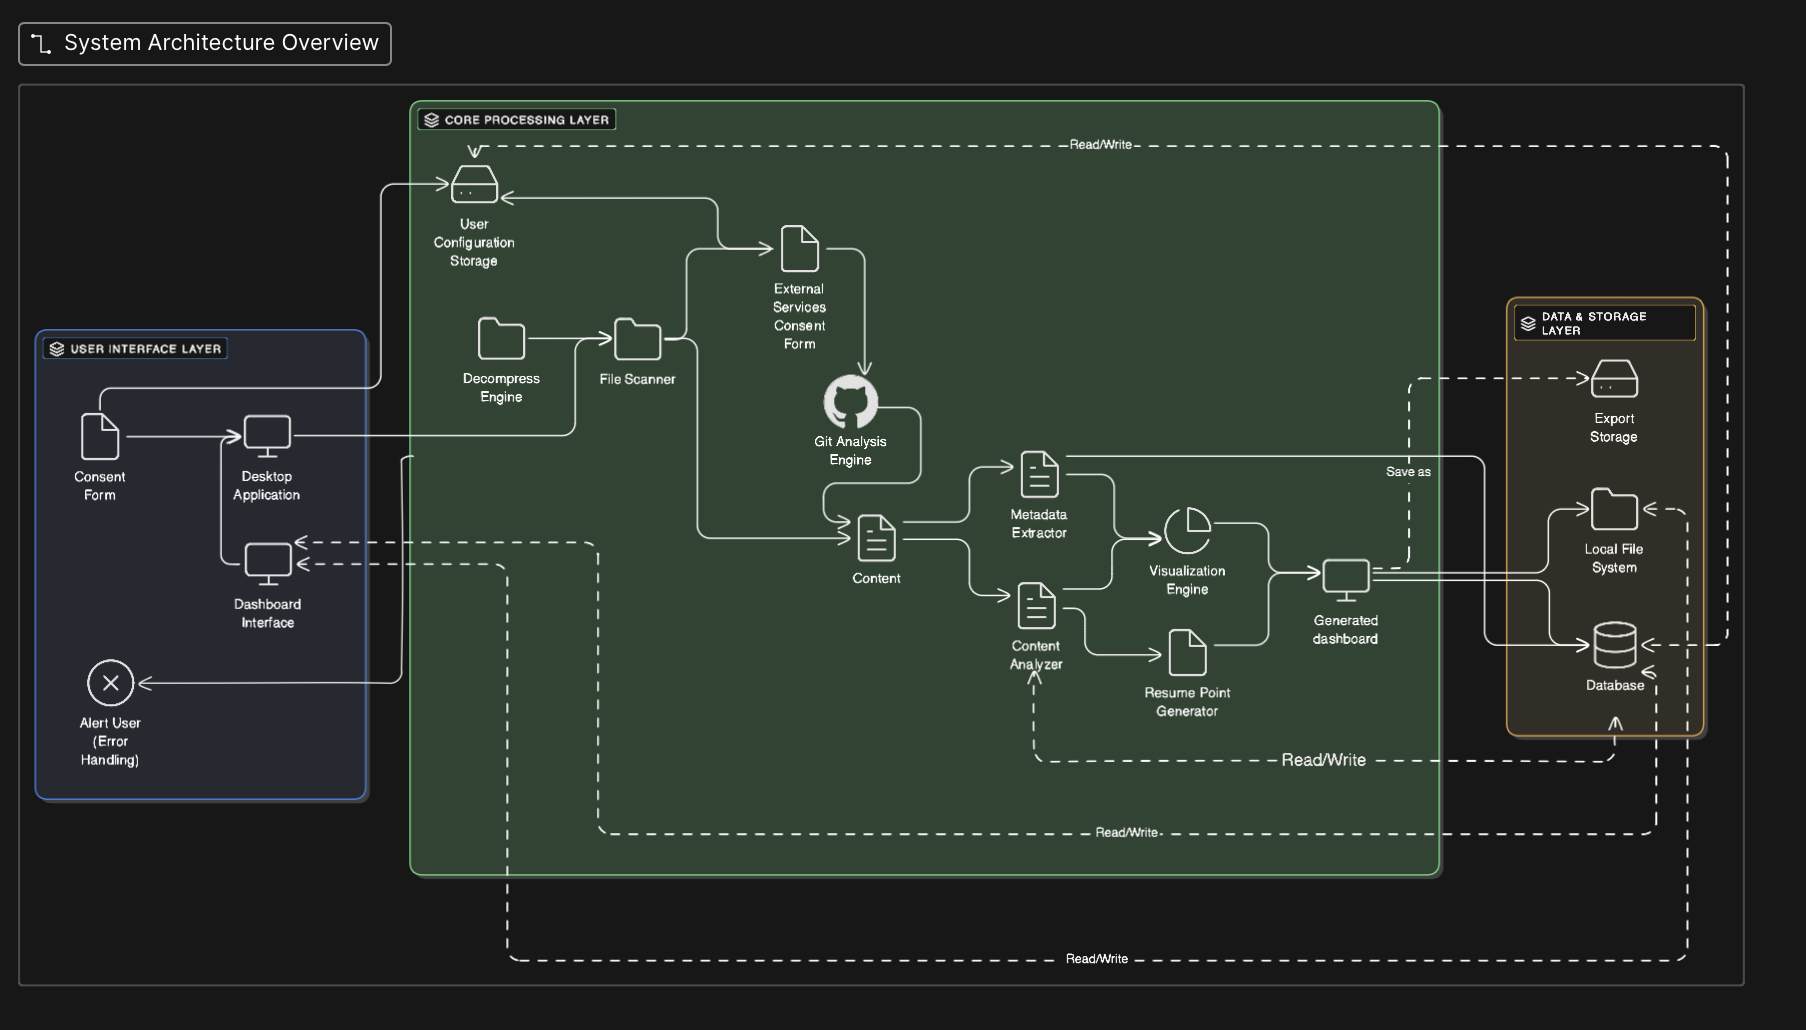 System Architecture Overview
CORE PROCESSING LAYER
Read/Write
User
Configuration
Storage
External
Services
Consent
Form
DATA & STORAGE
LAYER
USER INTERFACE LAYER
Decompress
Engine
File Scanner
Export
Storage
Git Analysis
Engine
Consent
Form
Desktop
Application
Save as
Metadata
Extractor
Local File
System
Content
Visualization
Engine
Dashboard
Interface
Generated
dashboard
Content
Analyzer
Database
Resume Point
Generator
Alert User
(Error
Handling)
Read/Write
Read/Write
Read/Write